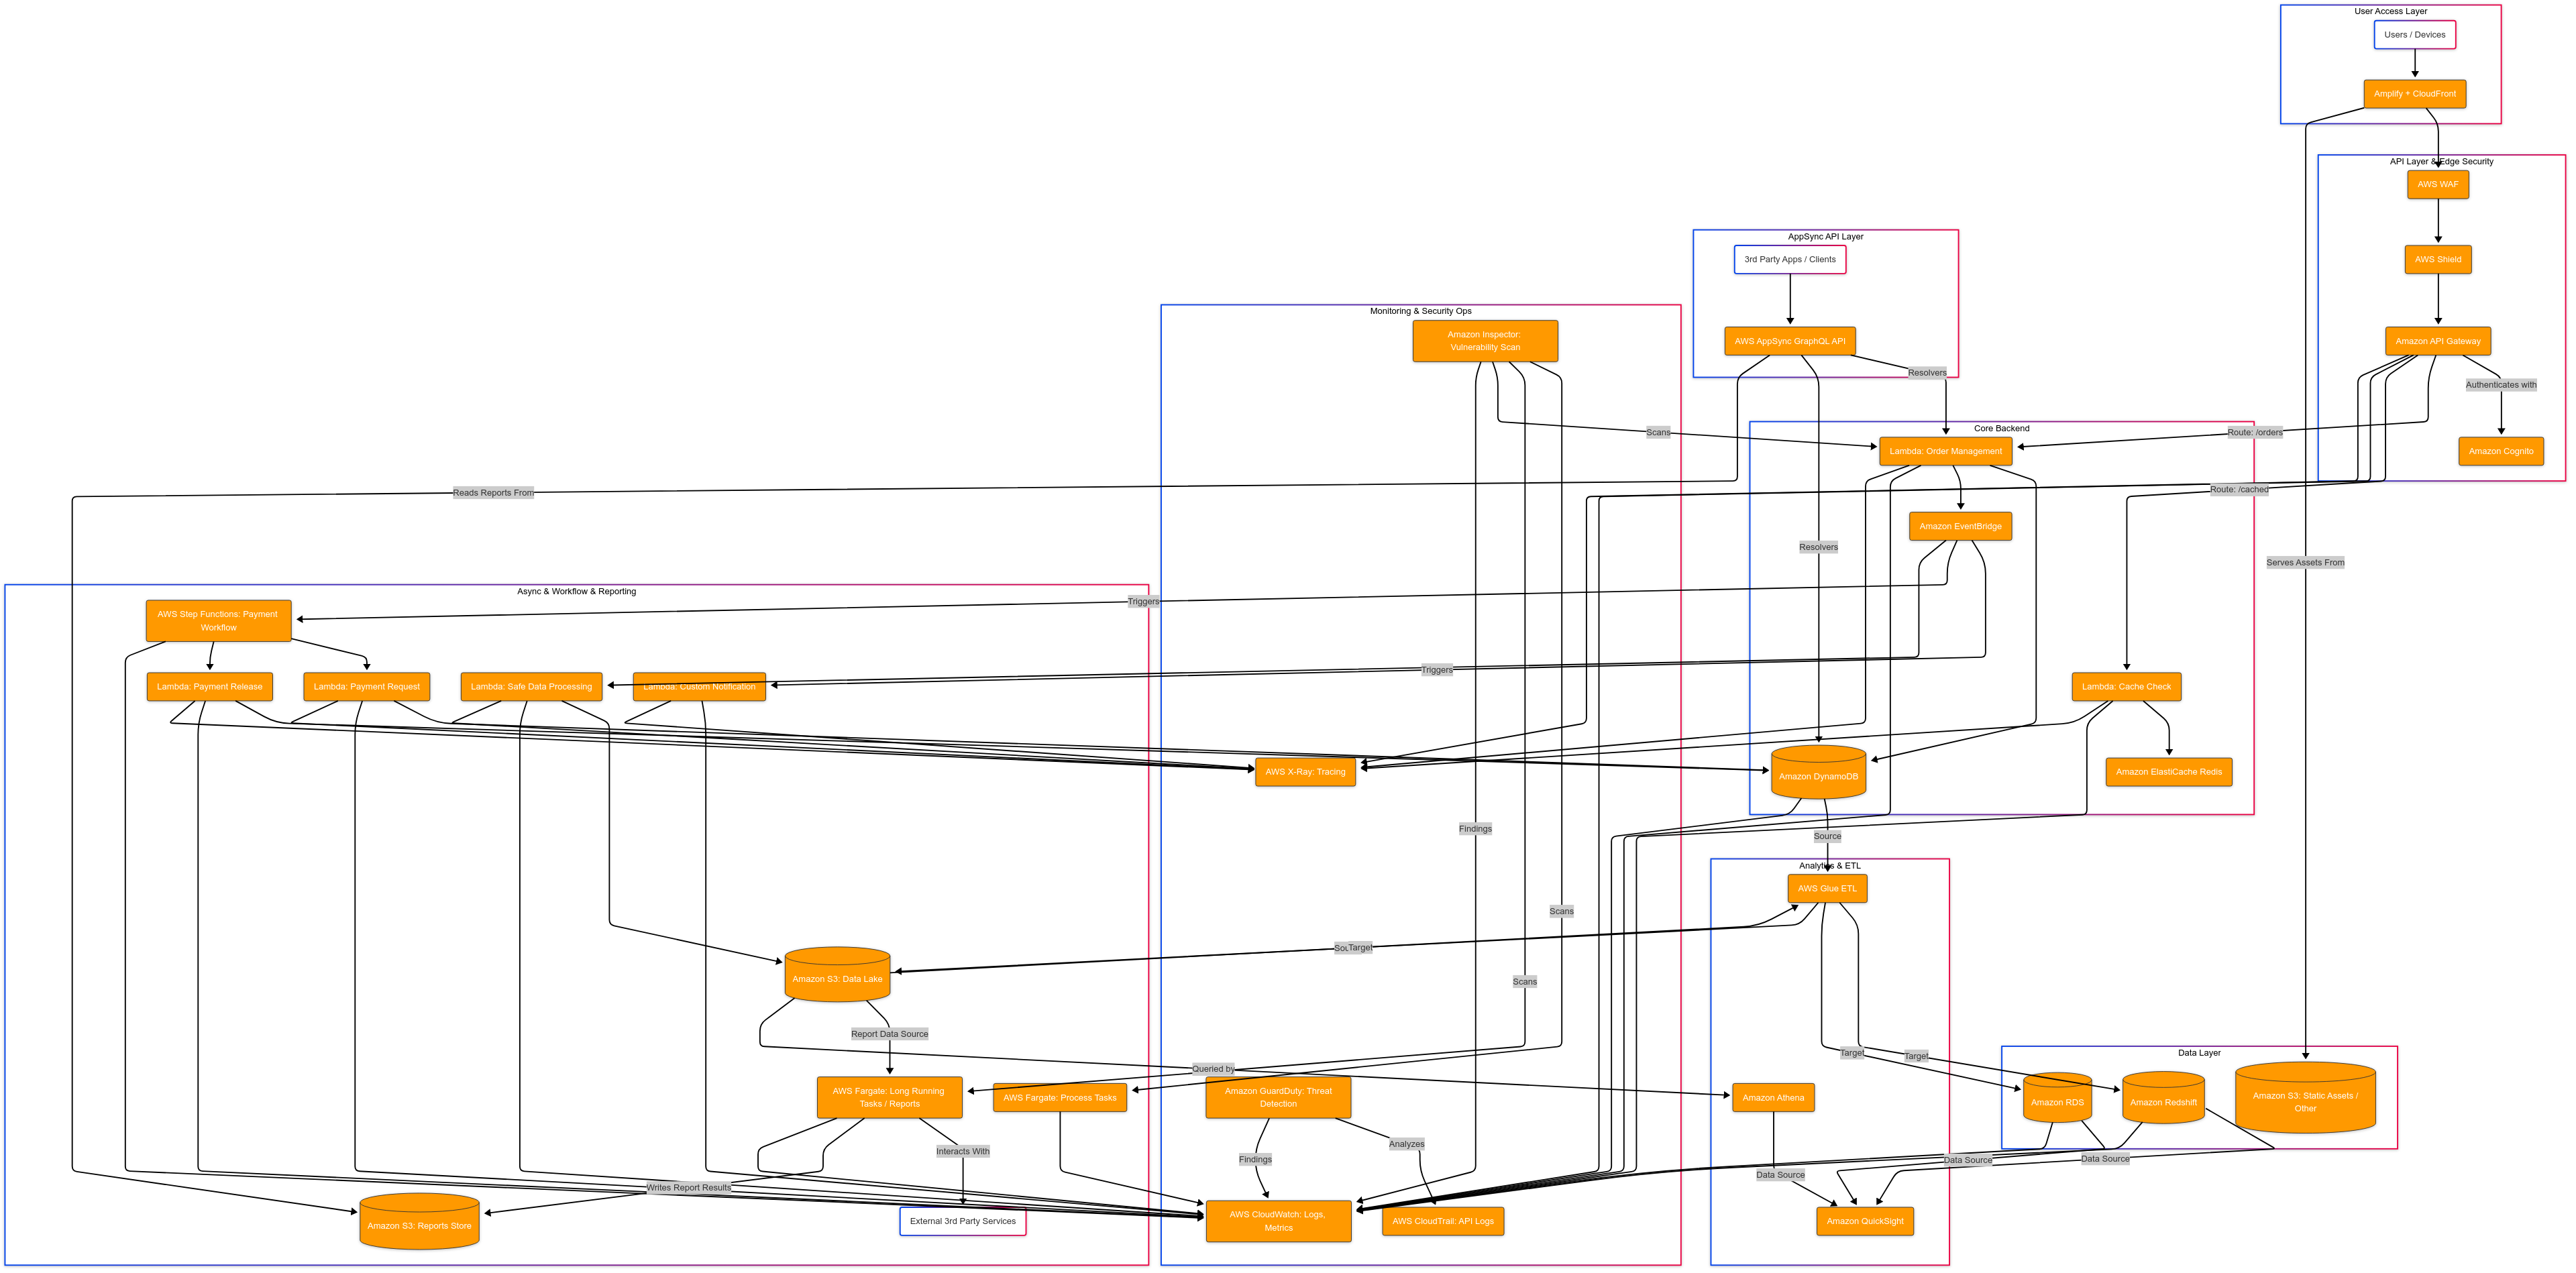 User Access Layer
Users / Devices
Amplify + CloudFront
API Layer & Edge Security
AWS WAF
AWS Shield
Amazon API Gateway
Authenticates with
Amazon Cognito
Route: /orders
Route: /cached
Serves Assets From
AppSync API Layer
3rd Party Apps / Clients
AWS AppSync GraphQL API
Resolvers
Resolvers
Reads Reports From
Core Backend
Lambda: Order Management
Amazon EventBridge
Lambda: Cache Check
Amazon DynamoDB
Amazon ElastiCache Redis
Source
Monitoring & Security Ops
Amazon Inspector:
Vulnerability Scan
Scans
Triggers
Triggers
AWS X-Ray: Tracing
Findings
Scans
Scans
Target
Queried by
Amazon GuardDuty: Threat
Detection
Analyzes
Findings
AWS CloudWatch: Logs,
Metrics
AWS CloudTrail: API Logs
Async & Workflow & Reporting
AWS Step Functions: Payment
Workflow
Lambda: Payment Release
Lambda: Payment Request
Lambda: Safe Data Processing
Lambda: Custom Notification
Amazon S3: Data Lake
Report Data Source
AWS Fargate: Long Running
Tasks / Reports
AWS Fargate: Process Tasks
Interacts With
Writes Report Results
Amazon S3: Reports Store
External 3rd Party Services
Analytics & ETL
AWS Glue ETL
Target
Target
Amazon Athena
Data Source
Data Source
Data Source
Amazon QuickSight
Data Layer
Amazon RDS
Amazon Redshift
Amazon S3: Static Assets /
Other